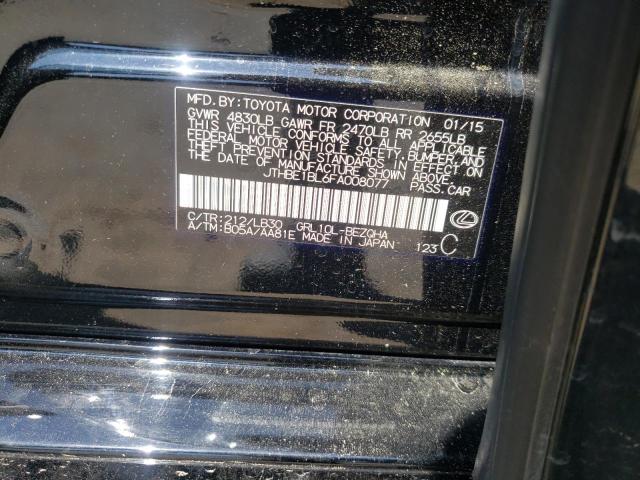 MFD. BY: TOYOTA MOTOR CORPORATION 01/15
GVWR 4830LB GAWR FR 2470LB RR 2655LB
THIS VEHICLE CONFORMS TO ALL APPLICABLE
FEDERAL MOTOR VEHICLE SAFETY, BUMPER, AND
THEFT PREVENTION STANDARDS IN EFFECT ON
THE DATE OF MANUFACTURE SHOWN ABOVE.
JTHBE1BL6FA008077 PASS.CAR
C/TR: 212/LB30 GRL10L-BEZQHA
A/TM: B05A/AA81E MADE IN JAPAN 123 C